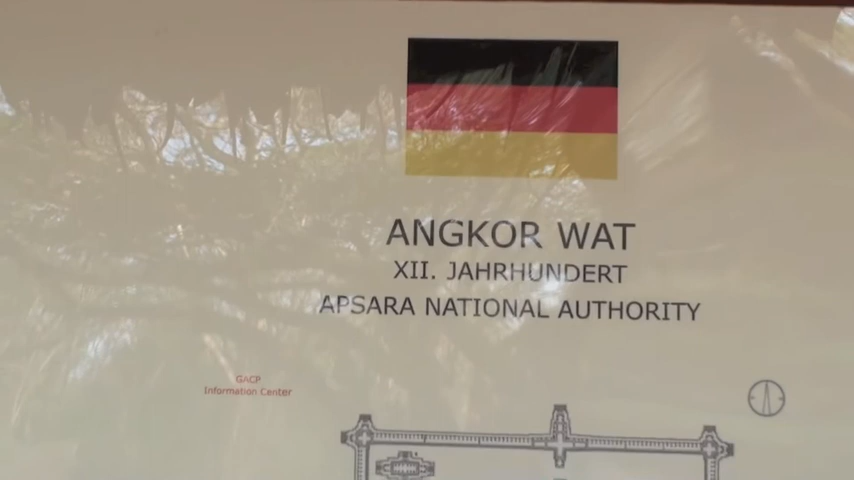 ANGKOR WAT
XII. JAHRHUNDERT
APSARA NATIONAL AUTHORITY
GACP
Information Center